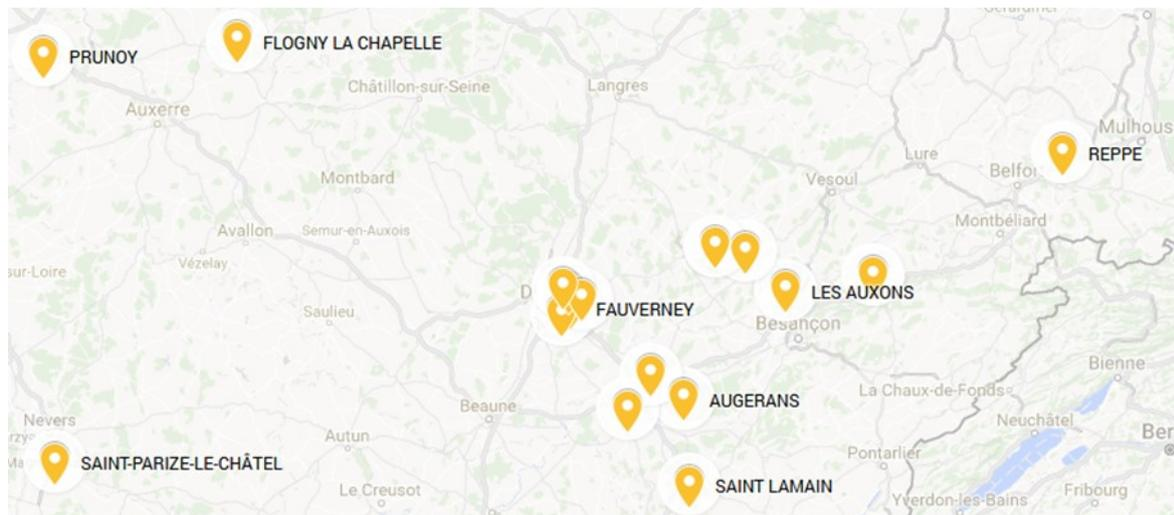 Gérardmer
PRUNOY
FLOGNY LA CHAPELLE
Châtillon-sur-Seine
Langres
Auxerre
Mulhous
REPPE
Lure
Belfor
Montbard
Vesoul
Montbéliard
Avallon
Semur-en-Auxois
Vézelay
sur-Loire
D
LES AUXONS
Saulieu
FAUVERNEY
Besançon
Bienne
La Chaux-de-Fonds
AUGERANS
Beaune
Nevers
Neuchâtel
Ber
Autun
Pontarlier
SAINT-PARIZE-LE-CHÂTEL
SAINT LAMAIN
Le Creusot
Fribourg
Yverdon-les-Bains